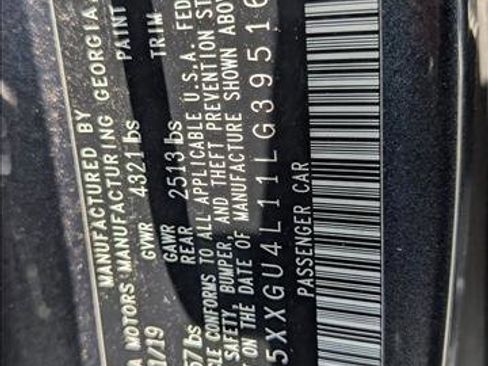 MANUFACTURED BY
A MOTORS MANUFACTURING GEORGIA,
1/19 GVWR 4321 lbs PAINT
GAWR
57 lbs REAR 2513 lbs TRIM
CLE CONFORMS TO ALL APPLICABLE U.S.A. FED
SAFETY, BUMPER, AND THEFT PREVENTION ST
ON THE DATE OF MANUFACTURE SHOWN ABOV
5XXGU4L11LG39516
PASSENGER CAR